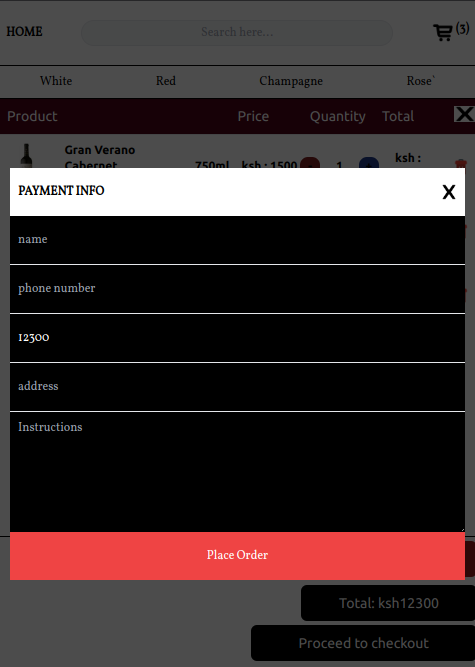 HOME
Search here...
(3)
White Red Champagne Rose`
Product Price Quantity Total X
Gran Verano
Cabernet 750ml ksh : 1500 1 ksh :
PAYMENT INFO X
name
phone number
12300
address
Instructions
Place Order
Total: ksh12300
Proceed to checkout